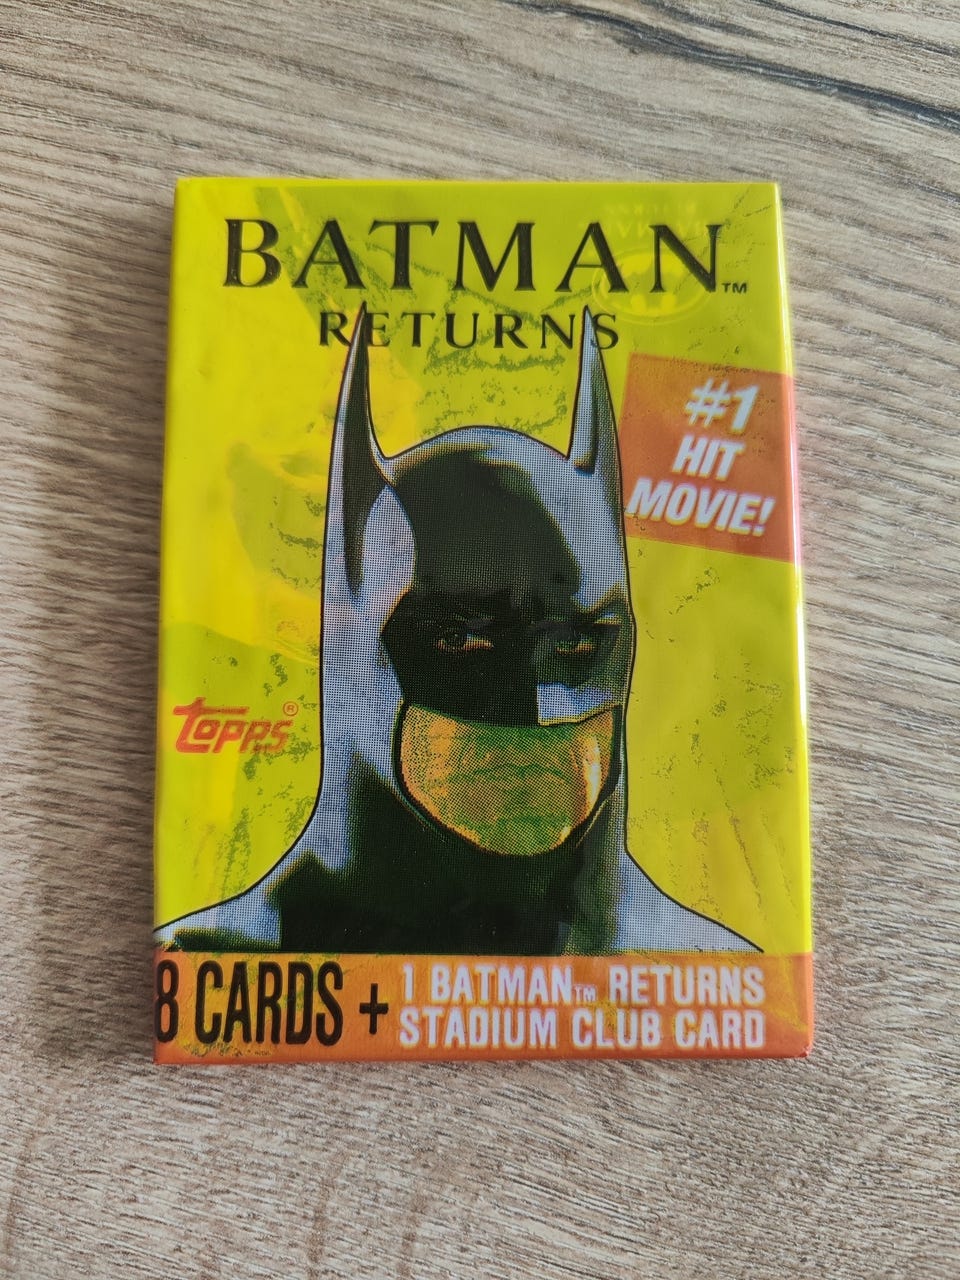 BATMAN™
RETURNS
#1
HIT
MOVIE!
TOPPS®
8 CARDS +
1 BATMAN™ RETURNS
STADIUM CLUB CARD